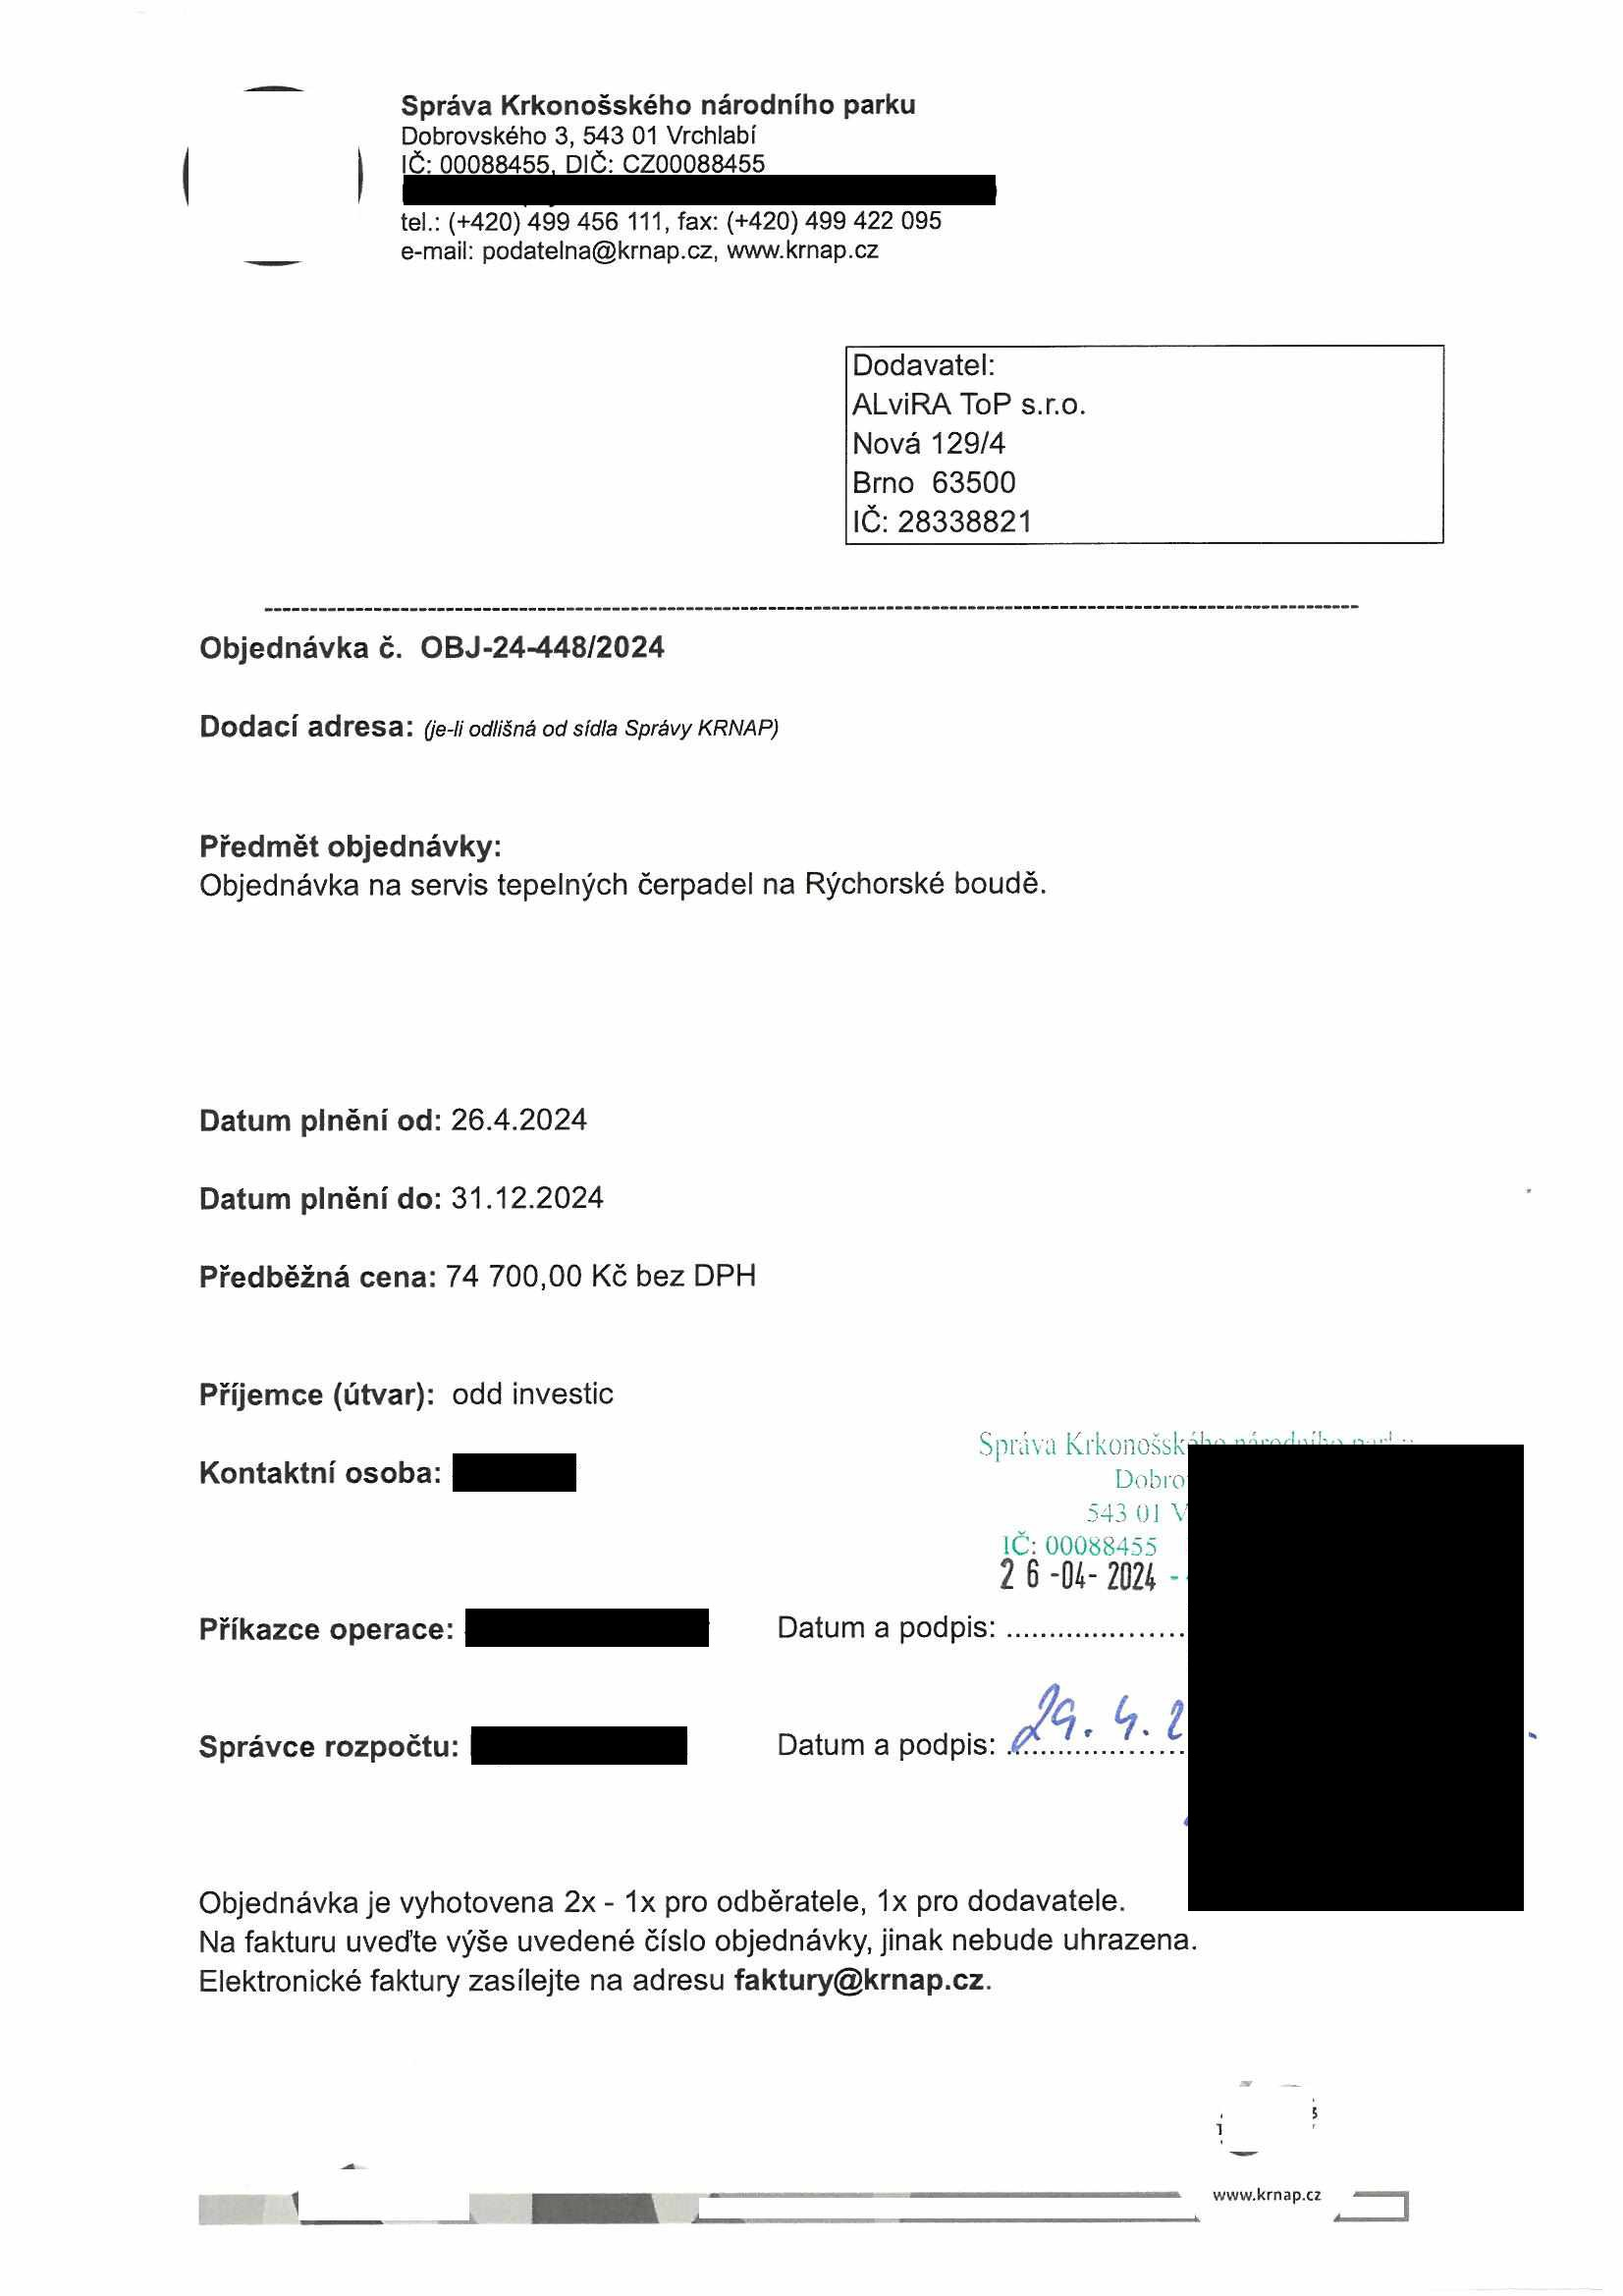 Správa Krkonošského národního parku
Dobrovského 3, 543 01 Vrchlabí
IČ: 00088455, DIČ: CZ00088455
tel.: (+420) 499 456 111, fax: (+420) 499 422 095
e-mail: podatelna@krnap.cz, www.krnap.cz
Dodavatel:
ALviRA ToP s.r.o.
Nová 129/4
Brno 63500
IČ: 28338821
Objednávka č. OBJ-24-448/2024
Dodací adresa: (je-li odlišná od sídla Správy KRNAP)
Předmět objednávky:
Objednávka na servis tepelných čerpadel na Rýchorské boudě.
Datum plnění od: 26.4.2024
Datum plnění do: 31.12.2024
Předběžná cena: 74 700,00 Kč bez DPH
Příjemce (útvar): odd investic
Správa
Kontaktní osoba:
543 01
IČ: 00088455
26-04-2024
Příkazce operace: Datum a podpis:
Správce rozpočtu: Datum a podpis: 29. 4. 2
Objednávka je vyhotovena 2x - 1x pro odběratele, 1x pro dodavatele.
Na fakturu uveďte výše uvedené číslo objednávky, jinak nebude uhrazena.
Elektronické faktury zasílejte na adresu faktury@krnap.cz.
www.krnap.cz